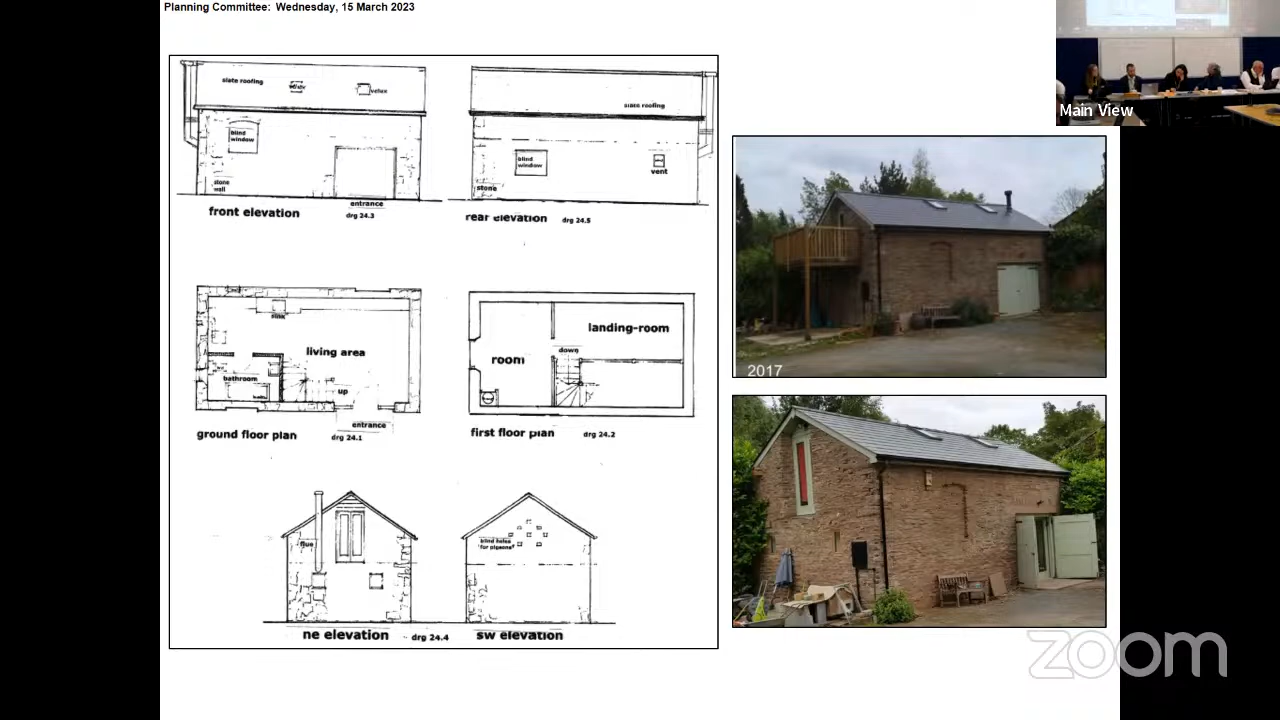 Planning Committee: Wednesday, 15 March 2023
Main View
slate roofing
velux
blind
window
stone
wall
entrance
front elevation
drg 24.3
slate roofing
blind
window
vent
stone
rear elevation
drg 24.5
sink
living area
bathroom
up
entrance
ground floor plan
drg 24.1
landing-room
room
down
first floor plan
drg 24.2
flue
ne elevation
drg 24.4
blind holes
'for pigeons'
sw elevation
2017
zoom